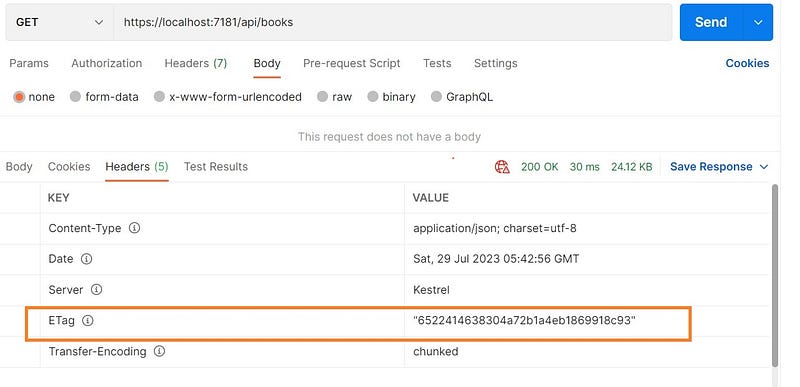 GET https://localhost:7181/api/books Send
Params Authorization Headers (7) Body Pre-request Script Tests Settings Cookies
none form-data x-www-form-urlencoded raw binary GraphQL
This request does not have a body
Body Cookies Headers (5) Test Results 200 OK 30 ms 24.12 KB Save Response
KEY VALUE
Content-Type application/json; charset=utf-8
Date Sat, 29 Jul 2023 05:42:56 GMT
Server Kestrel
ETag "6522414638304a72b1a4eb1869918c93"
Transfer-Encoding chunked